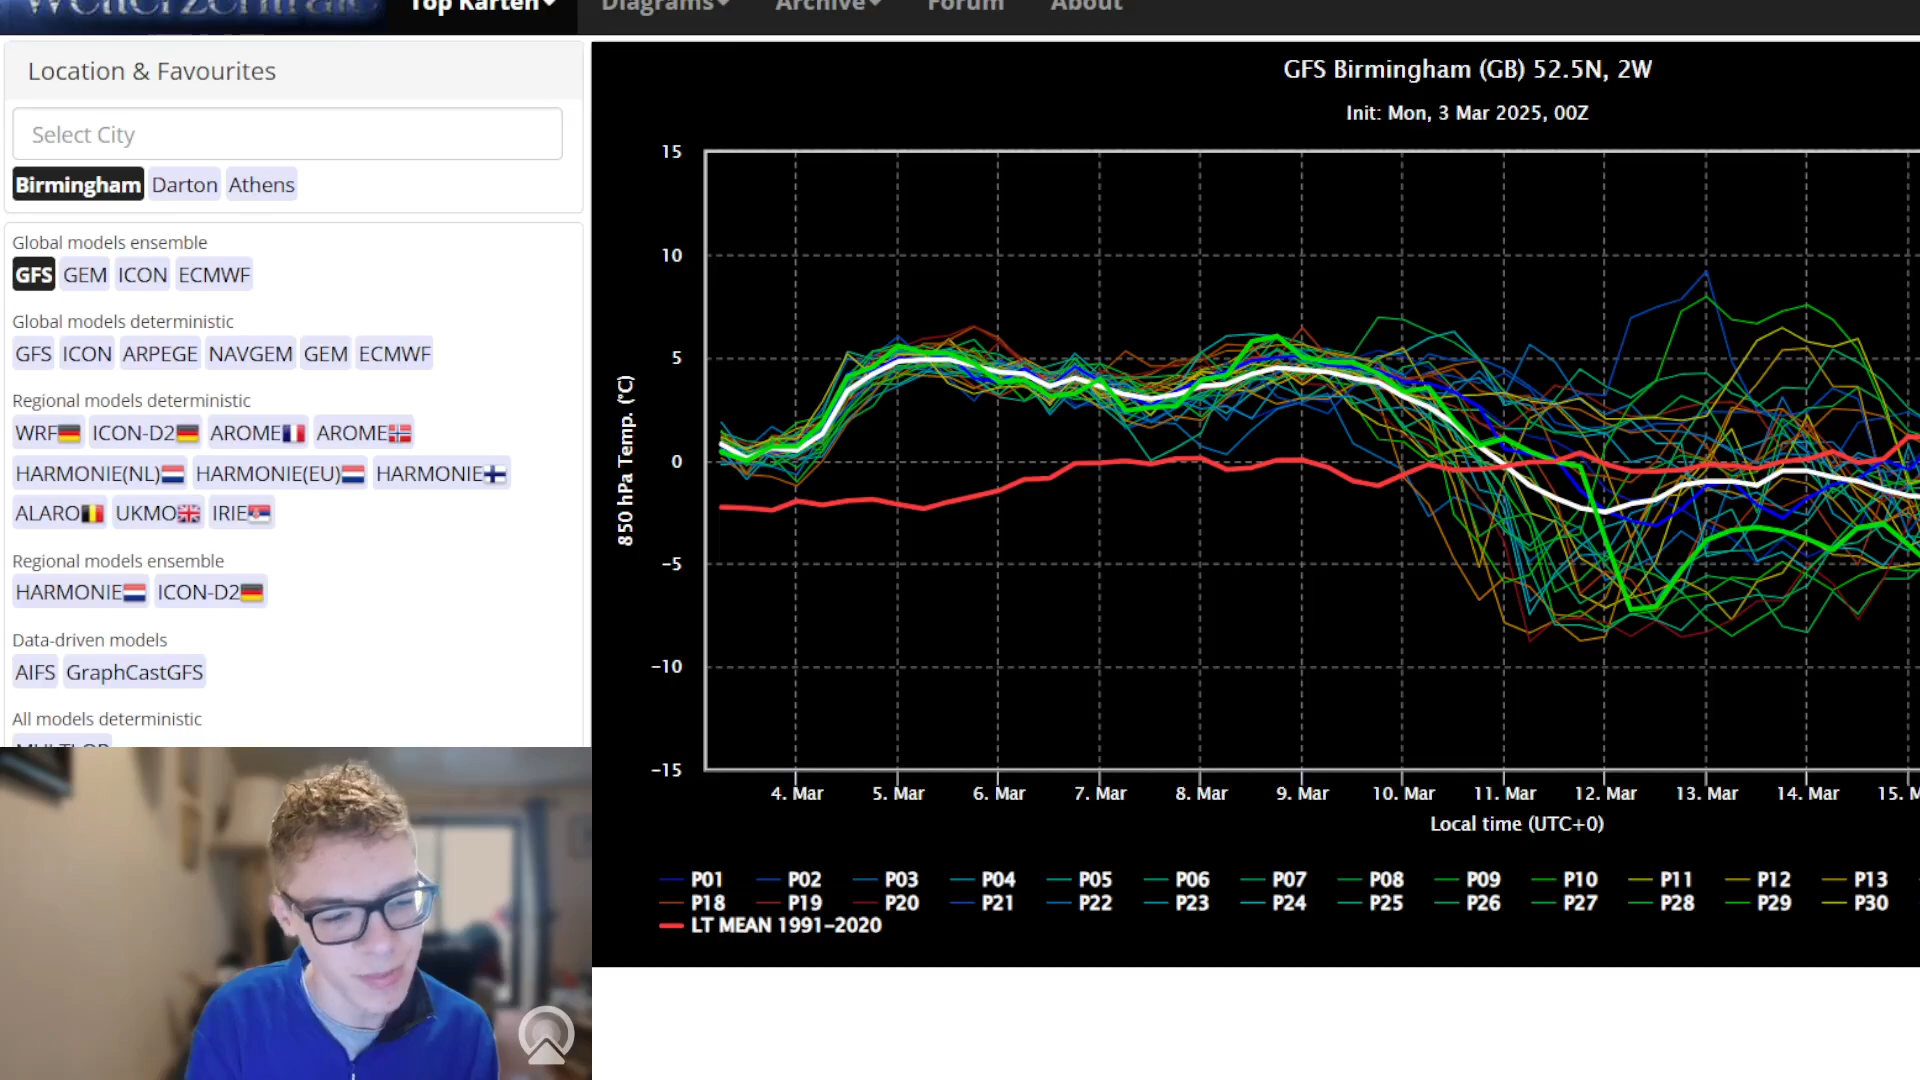 Wetterzentrale
Top Karten
Diagrams
Archive
Forum
About
Location & Favourites
Select City
Birmingham Darton Athens
Global models ensemble
GFS GEM ICON ECMWF
Global models deterministic
GFS ICON ARPEGE NAVGEM GEM ECMWF
Regional models deterministic
WRF ICON-D2 AROME AROME
HARMONIE(NL) HARMONIE(EU) HARMONIE
ALARO UKMO IRIE
Regional models ensemble
HARMONIE ICON-D2
Data-driven models
AIFS GraphCastGFS
All models deterministic
GFS Birmingham (GB) 52.5N, 2W
Init: Mon, 3 Mar 2025, 00Z
850 hPa Temp. (°C)
15
10
5
0
−5
−10
−15
4. Mar 5. Mar 6. Mar 7. Mar 8. Mar 9. Mar 10. Mar 11. Mar 12. Mar 13. Mar 14. Mar 15. M
Local time (UTC+0)
P01 P02 P03 P04 P05 P06 P07 P08 P09 P10 P11 P12 P13
P18 P19 P20 P21 P22 P23 P24 P25 P26 P27 P28 P29 P30
LT MEAN 1991−2020